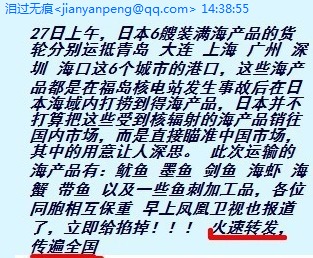 泪过无痕<jianyanpeng@qq.com> 14:38:55
27日上午，日本6艘装满海产品的货
轮分别运抵青岛 大连 上海 广州 深
圳 海口这6个城市的港口，这些海产
品都是在福岛核电站发生事故后在日
本海域内打捞到得海产品，日本并不
打算把这些受到核辐射的海产品销往
国内市场，而是直接瞄准中国市场，
其中的用意让人深思。 此次运输的
海产品有：鱿鱼 墨鱼 剑鱼 海虾 海
蟹 带鱼 以及一些鱼刺加工品，各位
同胞相互保重 早上凤凰卫视也报道
了，立即给掐掉！！！ 火速转发，
传遍全国